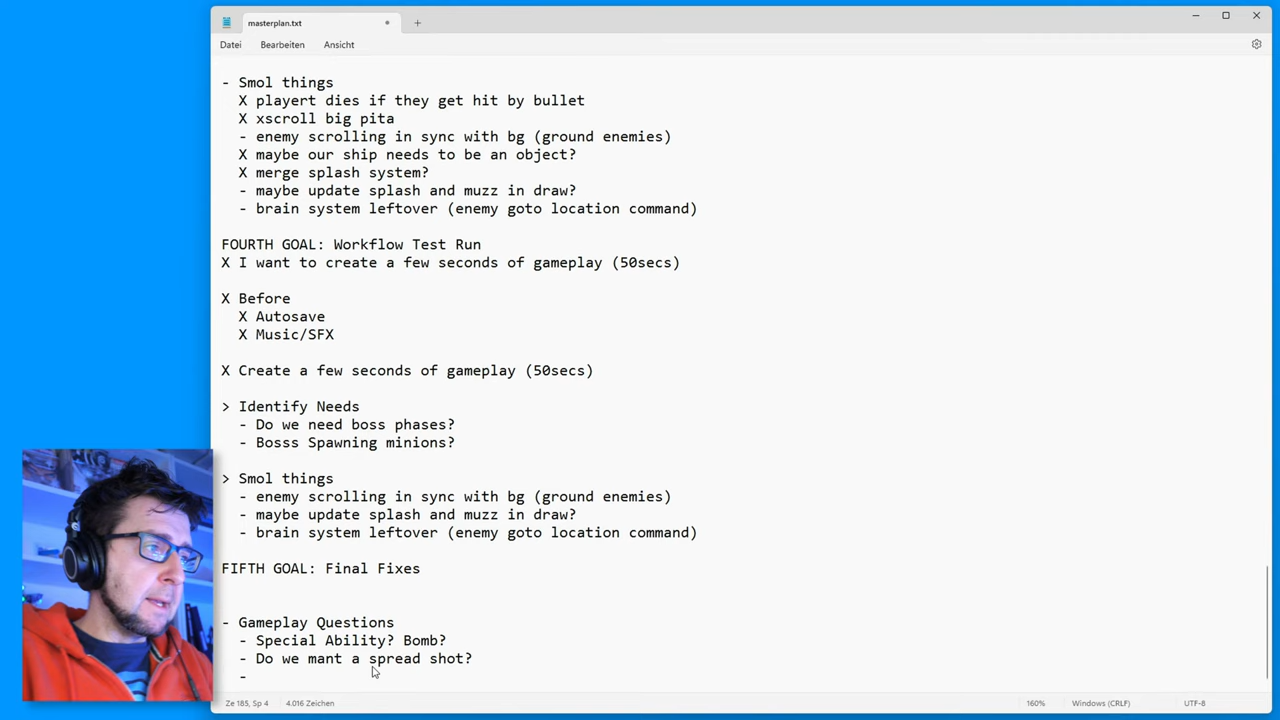 masterplan.txt
Datei Bearbeiten Ansicht
- Smol things
X playert dies if they get hit by bullet
X xscroll big pita
- enemy scrolling in sync with bg (ground enemies)
X maybe our ship needs to be an object?
X merge splash system?
- maybe update splash and muzz in draw?
- brain system leftover (enemy goto location command)
FOURTH GOAL: Workflow Test Run
X I want to create a few seconds of gameplay (50secs)
X Before
X Autosave
X Music/SFX
X Create a few seconds of gameplay (50secs)
> Identify Needs
- Do we need boss phases?
- Bosss Spawning minions?
> Smol things
- enemy scrolling in sync with bg (ground enemies)
- maybe update splash and muzz in draw?
- brain system leftover (enemy goto location command)
FIFTH GOAL: Final Fixes
- Gameplay Questions
- Special Ability? Bomb?
- Do we mant a spread shot?
-
Ze 185, Sp 4 4.016 Zeichen 160% Windows (CRLF) UTF-8